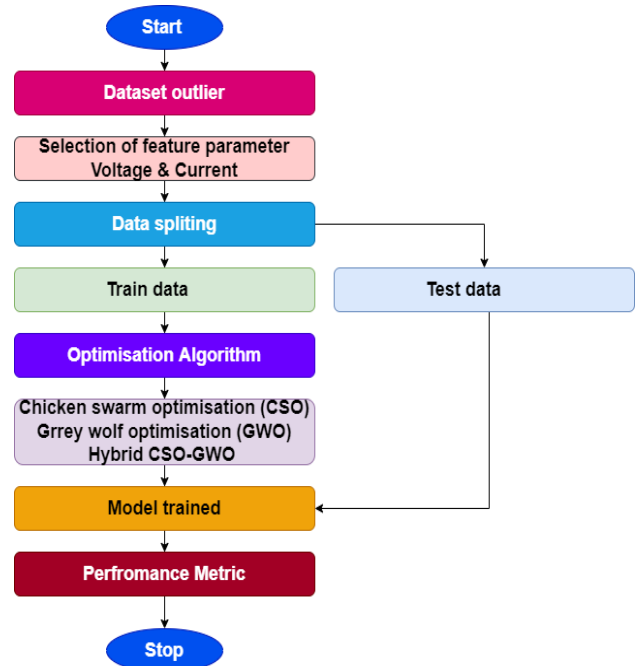 Start
Dataset outlier
Selection of feature parameter
Voltage & Current
Data spliting
Train data
Test data
Optimisation Algorithm
Chicken swarm optimisation (CSO)
Grrey wolf optimisation (GWO)
Hybrid CSO-GWO
Model trained
Perfromance Metric
Stop